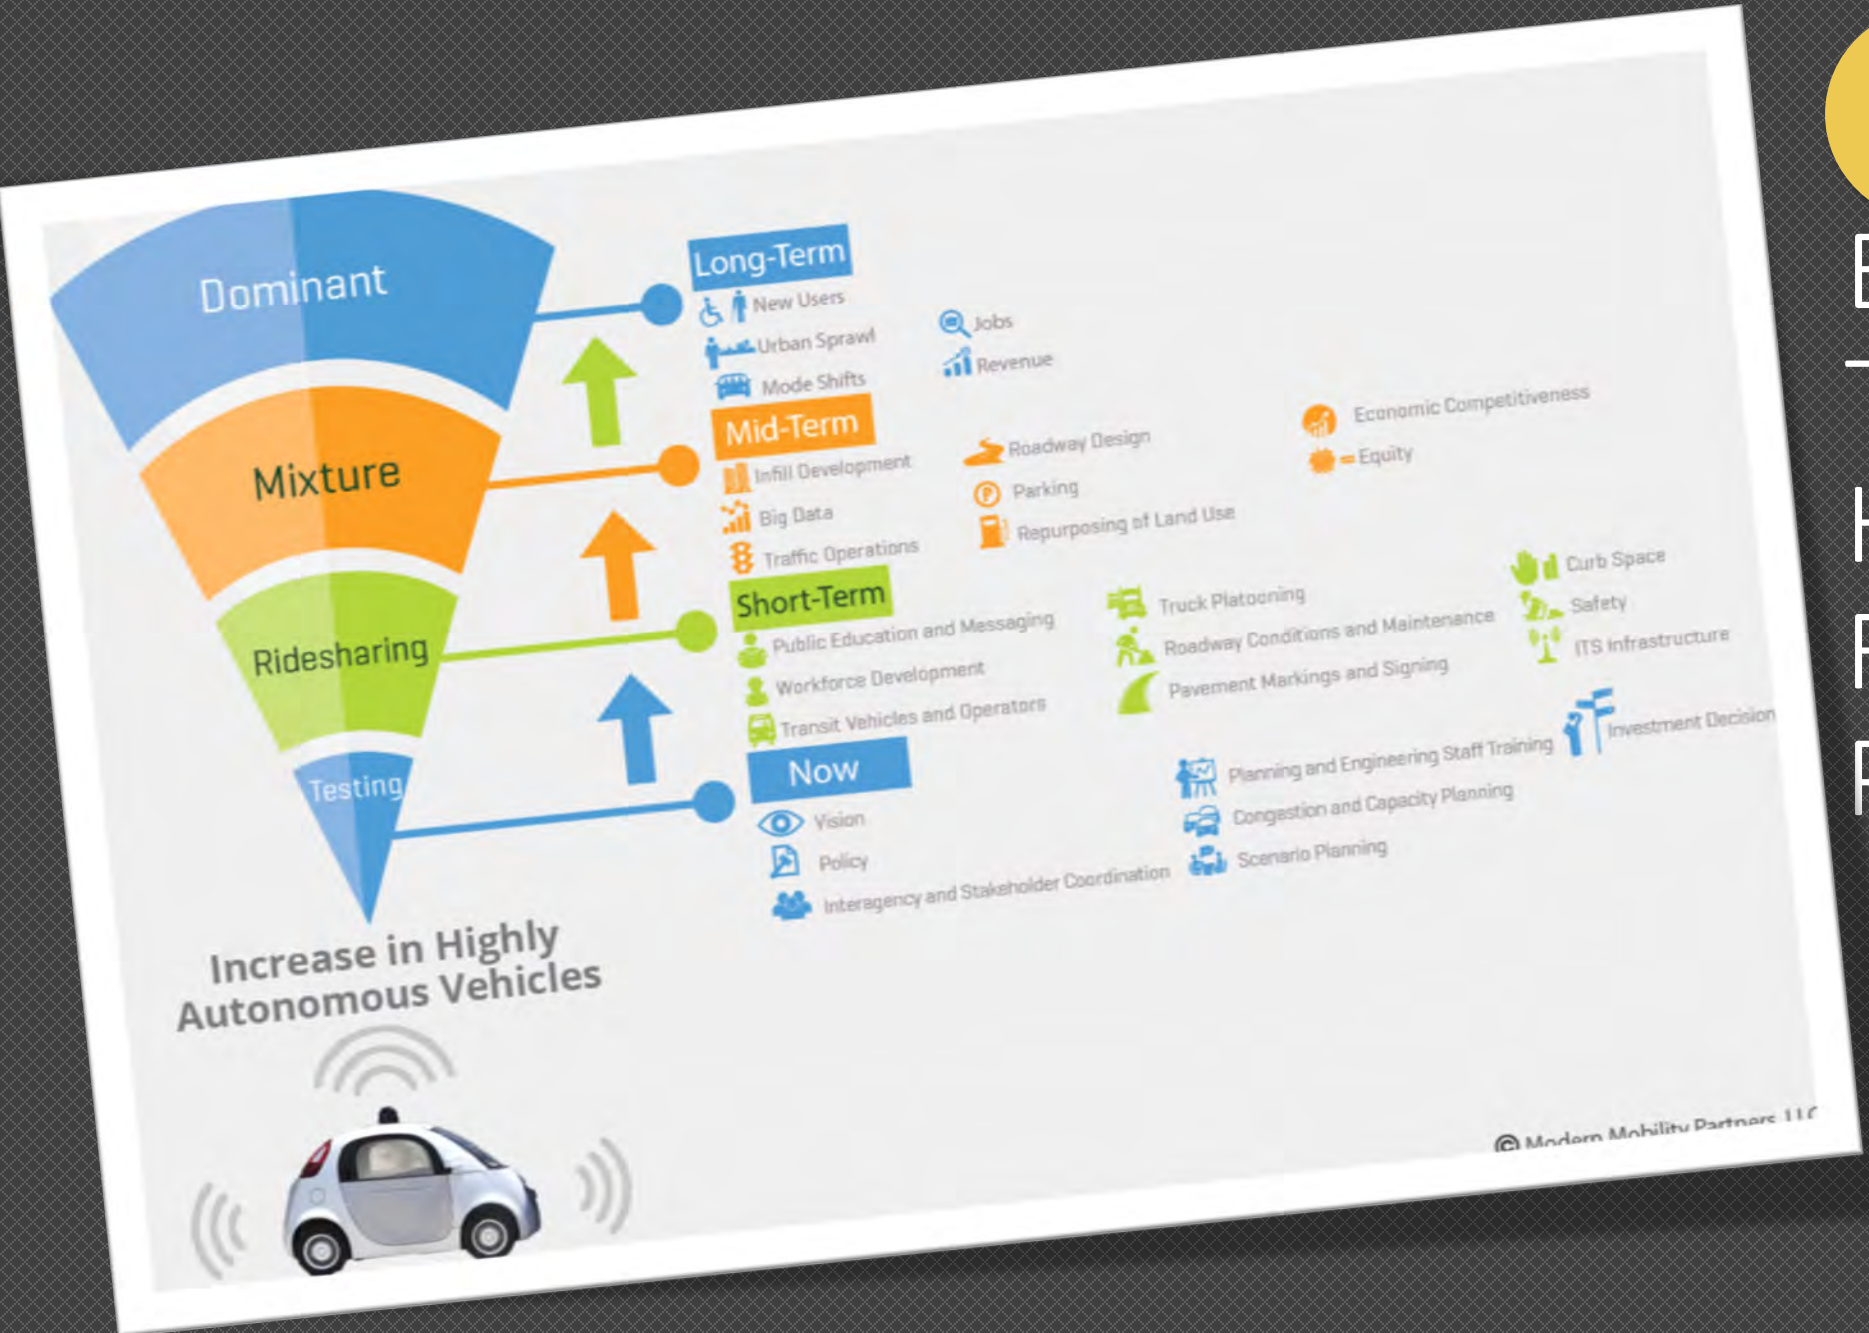 Dominant
Long-Term
New Users
Urban Sprawl
Mode Shifts
Jobs
Revenue
Mixture
Mid-Term
Infill Development
Big Data
Traffic Operations
Roadway Design
Parking
Repurposing of Land Use
Economic Competitiveness
= Equity
Ridesharing
Short-Term
Public Education and Messaging
Workforce Development
Transit Vehicles and Operators
Truck Platooning
Roadway Conditions and Maintenance
Pavement Markings and Signing
Curb Space
Safety
ITS Infrastructure
Testing
Now
Vision
Policy
Interagency and Stakeholder Coordination
Planning and Engineering Staff Training
Congestion and Capacity Planning
Scenario Planning
Investment Decision
Increase in Highly
Autonomous Vehicles
© Modern Mobility Partners, LLC